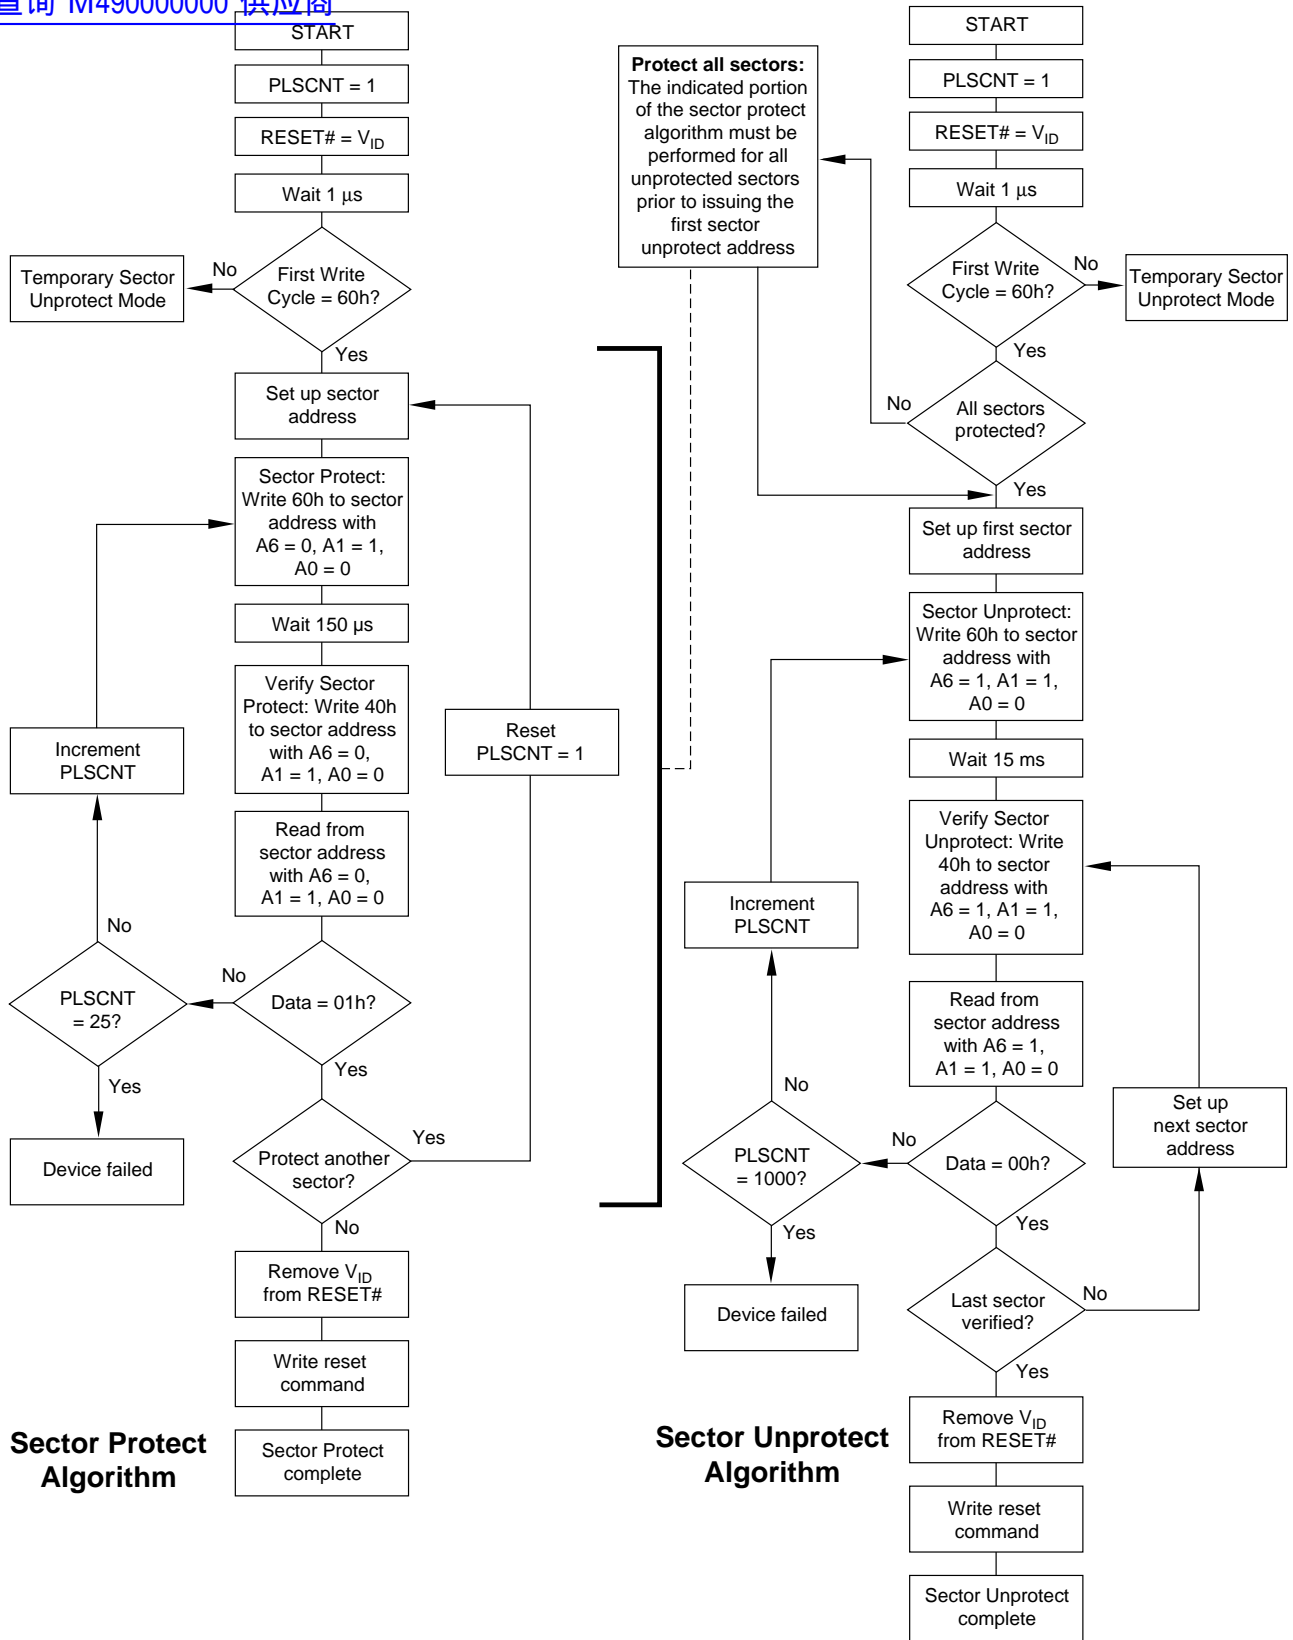 查询"M490000000"供应商
START
PLSCNT = 1
RESET# = VID
Wait 1 μs
First Write
Cycle = 60h?
No
Temporary Sector
Unprotect Mode
Yes
Set up sector
address
Sector Protect:
Write 60h to sector
address with
A6 = 0, A1 = 1,
A0 = 0
Wait 150 µs
Verify Sector
Protect: Write 40h
to sector address
with A6 = 0,
A1 = 1, A0 = 0
Reset
PLSCNT = 1
Increment
PLSCNT
Read from
sector address
with A6 = 0,
A1 = 1, A0 = 0
No
No
PLSCNT
= 25?
Data = 01h?
Yes
Yes
Device failed
Protect another
sector?
Yes
No
Remove VID
from RESET#
Write reset
command
Sector Protect
complete
Sector Protect
Algorithm
Protect all sectors:
The indicated portion
of the sector protect
algorithm must be
performed for all
unprotected sectors
prior to issuing the
first sector
unprotect address
START
PLSCNT = 1
RESET# = VID
Wait 1 μs
First Write
Cycle = 60h?
No
Temporary Sector
Unprotect Mode
Yes
No
All sectors
protected?
Yes
Set up first sector
address
Sector Unprotect:
Write 60h to sector
address with
A6 = 1, A1 = 1,
A0 = 0
Wait 15 ms
Verify Sector
Unprotect: Write
40h to sector
address with
A6 = 1, A1 = 1,
A0 = 0
Increment
PLSCNT
Read from
sector address
with A6 = 1,
A1 = 1, A0 = 0
No
Set up
next sector
address
No
PLSCNT
= 1000?
Data = 00h?
Yes
Yes
Device failed
Last sector
verified?
No
Yes
Remove VID
from RESET#
Write reset
command
Sector Unprotect
complete
Sector Unprotect
Algorithm